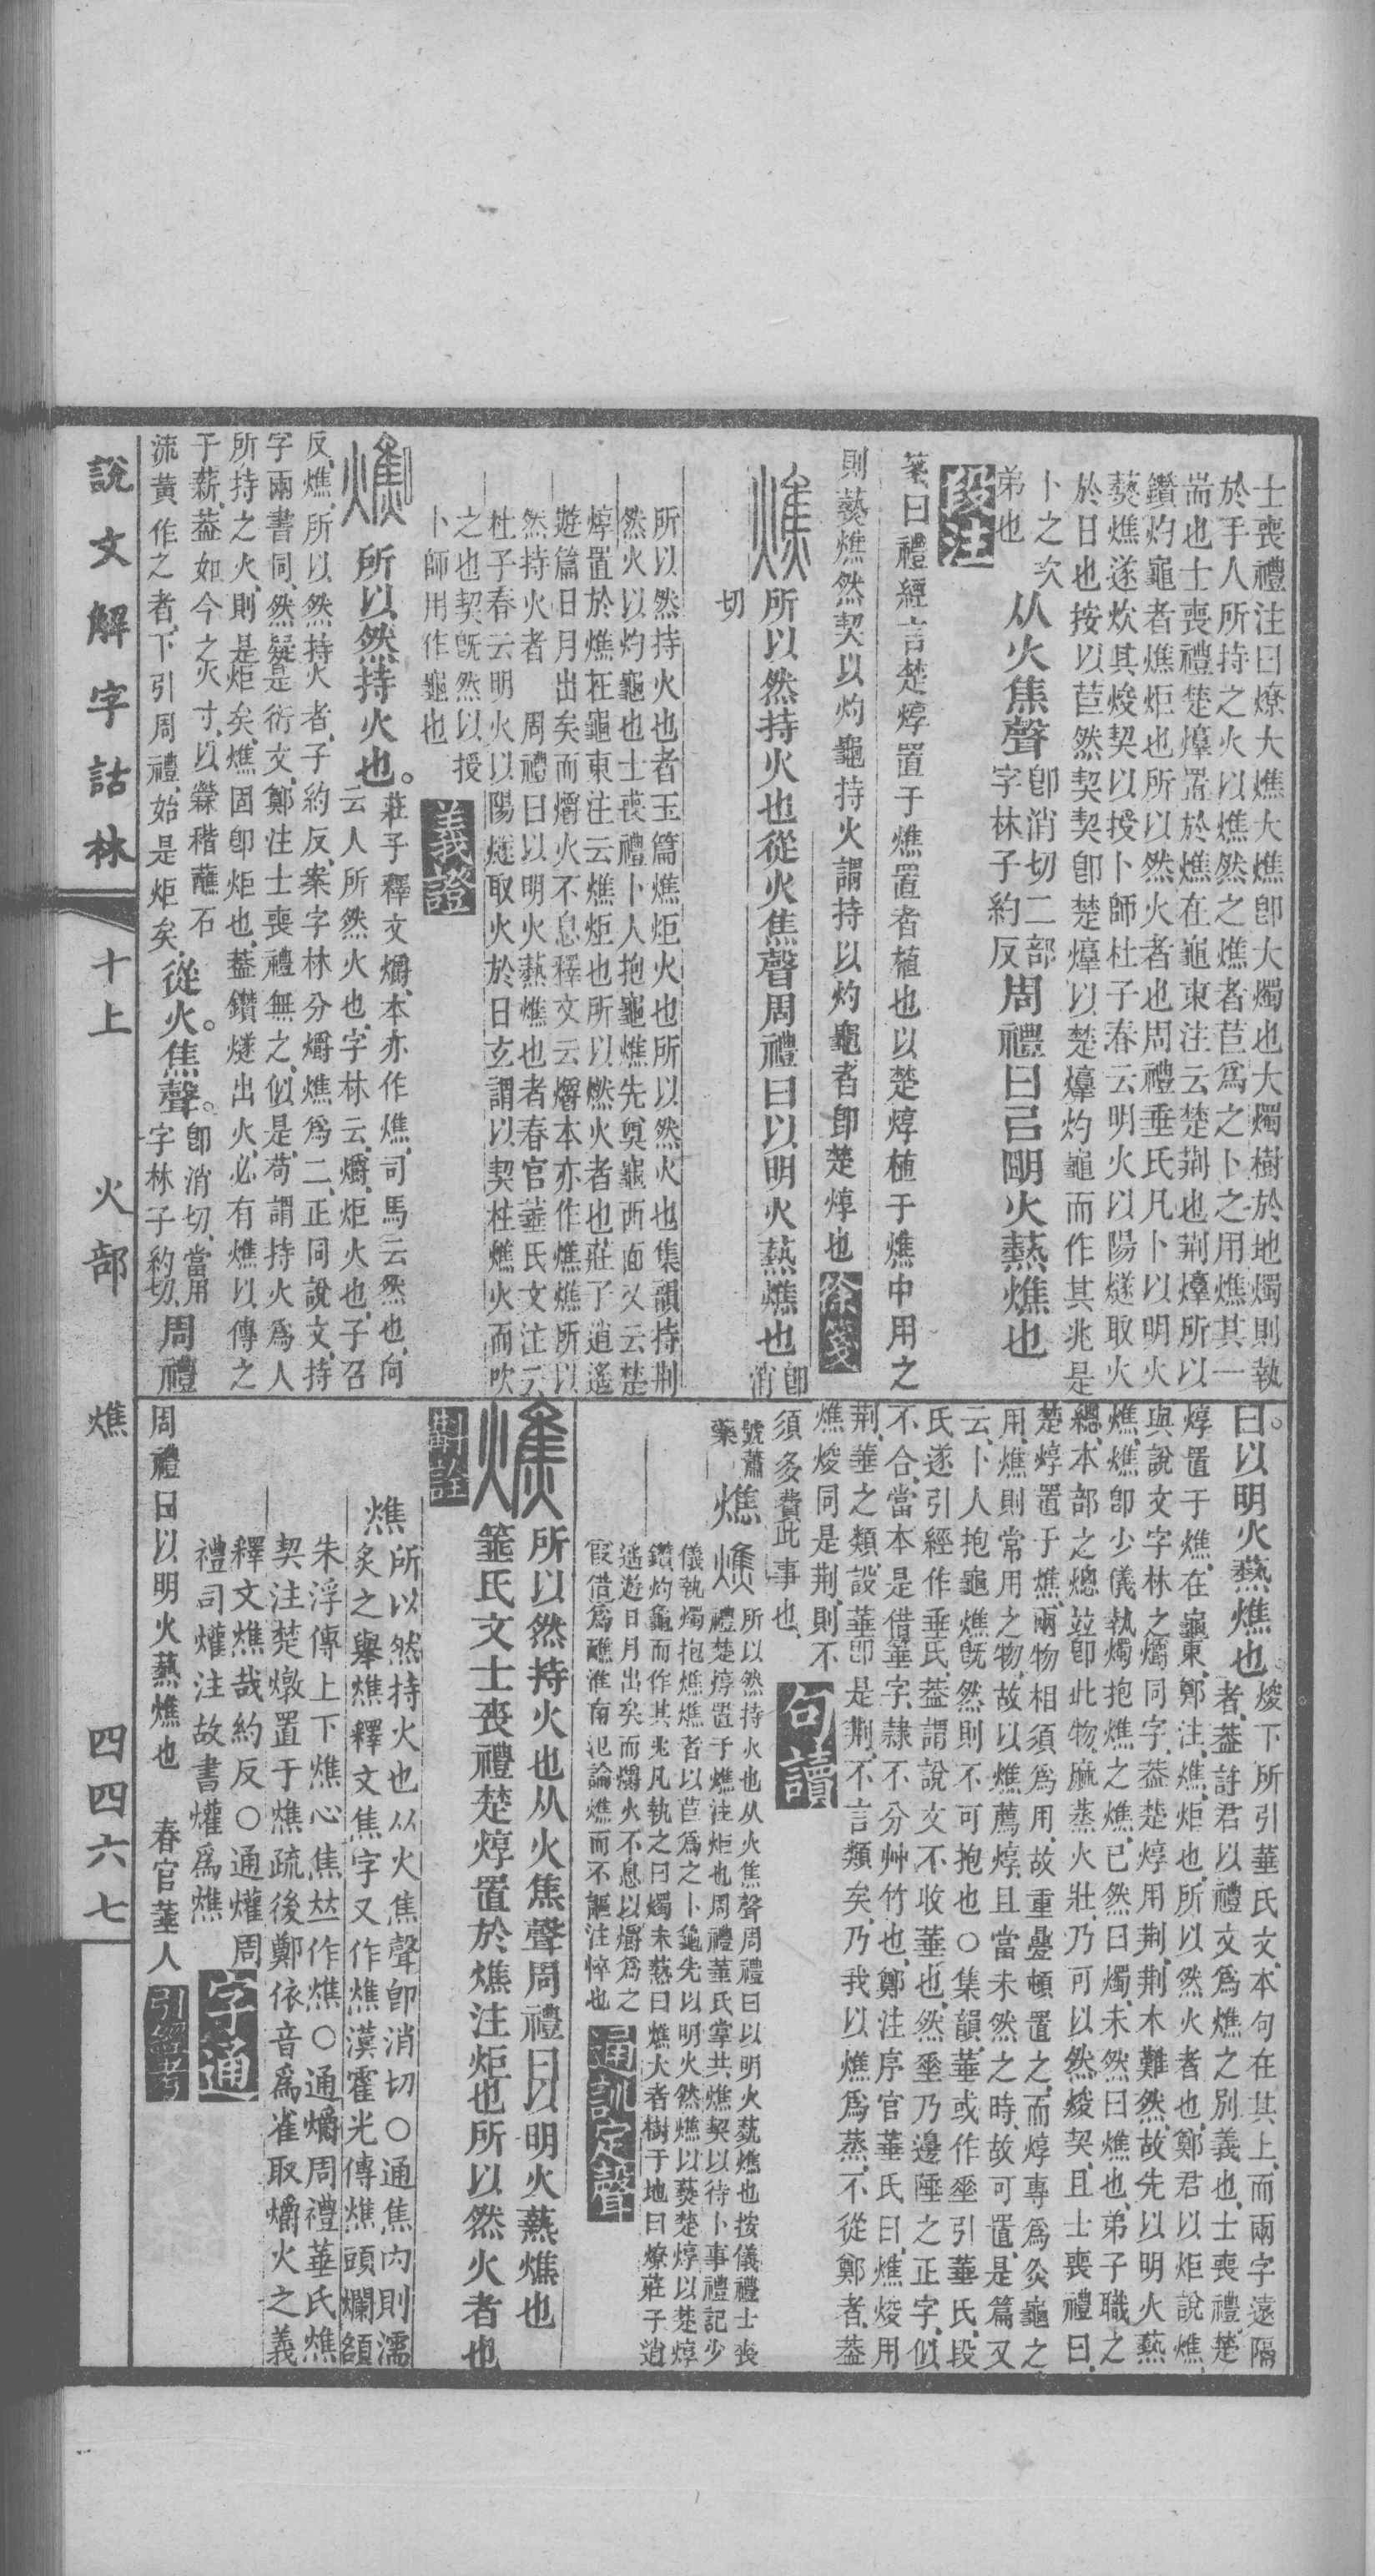 士喪禮注曰燎大燋大燋卽大燭也大燭樹於地燭則執
於手人所持之火以燋然之燋者苣爲之卜之用燋其一
耑也士喪禮楚焞置於燋在龜東注云楚荆也荆焞所以
鑽灼龜者燋炬也所以然火者也周禮垂氏凡卜以明火
爇燋遂炊其焌契以授卜師杜子春云明火以陽燧取火
於日也按以苣然契契卽楚焞以楚焞灼龜而作其兆是
卜之次
弟也
从火焦聲
卽消切二部
字林子約反
周禮曰㠯明火爇燋也
段注
箋曰禮經言楚焞置于燋置者植也以楚焞植于燋中用之
則爇燋然契以灼龜持火謂持以灼龜者卽楚焞也
徐箋
燋
所以然持火也從火焦聲周禮曰以明火爇燋也
卽消
切
所以然持火也者玉篇燋炬火也所以然火也集韻持荆
然火以灼龜也士喪禮卜人抱龜燋先奠龜西面又云楚
焞置於燋在龜東注云燋炬也所以燃火者也莊子逍遙
遊篇日月出矣而爝火不息釋文云爝本亦作燋燋所以
然持火者 周禮曰以明火爇燋也者春官菙氏文注云
杜子春云明火以陽燧取火於日玄謂以契柱燋火而吹
之也契旣然以授
卜師用作龜也
義證
燋
所以然持火也。
莊子釋文爝本亦作燋司馬云然也向
云人所然火也字林云爝炬火也子召
反燋所以然持火者子約反案字林分爝燋爲二正同說文持
字兩書同然疑是衍文鄭注士喪禮無之似是苟謂持火爲人
所持之火則是炬矣燋固卽炬也蓋鑽燧出火必有燋以傳之
于薪蓋如今之火寸以䅵稭蘸石
流黃作之者下引周禮始是炬矣
從火。焦聲。
卽消切當用
字林子約切
周禮
曰。以明火爇燋也
焌下所引菙氏文本句在其上而兩字遠隔
者蓋許君以禮文爲燋之別義也士喪禮楚
焞置于燋在龜東鄭注燋炬也所以然火者也鄭君以炬說燋
與說文字林之爝同字蓋楚焞用荆荆木難然故先以明火爇
燋燋卽少儀執燭抱燋之燋已然曰燭未然曰燋也弟子職之
總本部之熜竝卽此物麻蒸火壯乃可以然焌契且士喪禮曰
楚焞置于燋兩物相須爲用故重疊頓置之而焞專爲灸龜之
用燋則常用之物故以燋薦焞且當未然之時故可置是篇又
云卜人抱龜燋旣然則不可抱也○集韻菙或作垂引菙氏段
氏遂引經作垂氏蓋謂說文不收菙也然垂乃邊陲之正字似
不合當本是借菙字隷不分艸竹也鄭注序官菙氏曰燋焌用
荆菙之類設菙卽是荆不言類矣乃我以燋爲蒸不從鄭者蓋
燋焌同是荆則不
須多費此事也
句讀
號蕭
藥
燋
燋
所以然持火也从火焦聲周禮曰以明火爇燋也按儀禮士喪
禮楚焞置于燋注炬也周禮菙氏掌共燋契以待卜事禮記少
儀執燭抱燋燋者以苣爲之卜龜先以明火然燋以爇楚焞以楚焞
鑽灼龜而作其兆凡執之曰燭未爇曰燋大者樹于地曰燎莊子逍
遙遊日月出矣而爝火不息以爝爲之
叚借爲醮淮南氾論燋而不謳注悴也
通訓定聲
燋
所以然持火也从火焦聲周禮曰以明火爇燋也
菙氏文士喪禮楚焞置於燋注炬也所以然火者也
斠詮
燋
所以然持火也从火焦聲卽消切○通焦內則濡
炙之舉燋釋文焦字又作燋漢霍光傳燋頭爛額
朱浮傳上下燋心焦竝作燋○通爝周禮菙氏燋
契注楚焞置于燋疏後鄭依音爲雀取爝火之義
釋文燋哉約反○通爟周
禮司爟注故書爟爲燋
字通
周禮曰以明火爇燋也 春官菙人
引經考
說文解字詁林
十上
火部
燋
四四六七